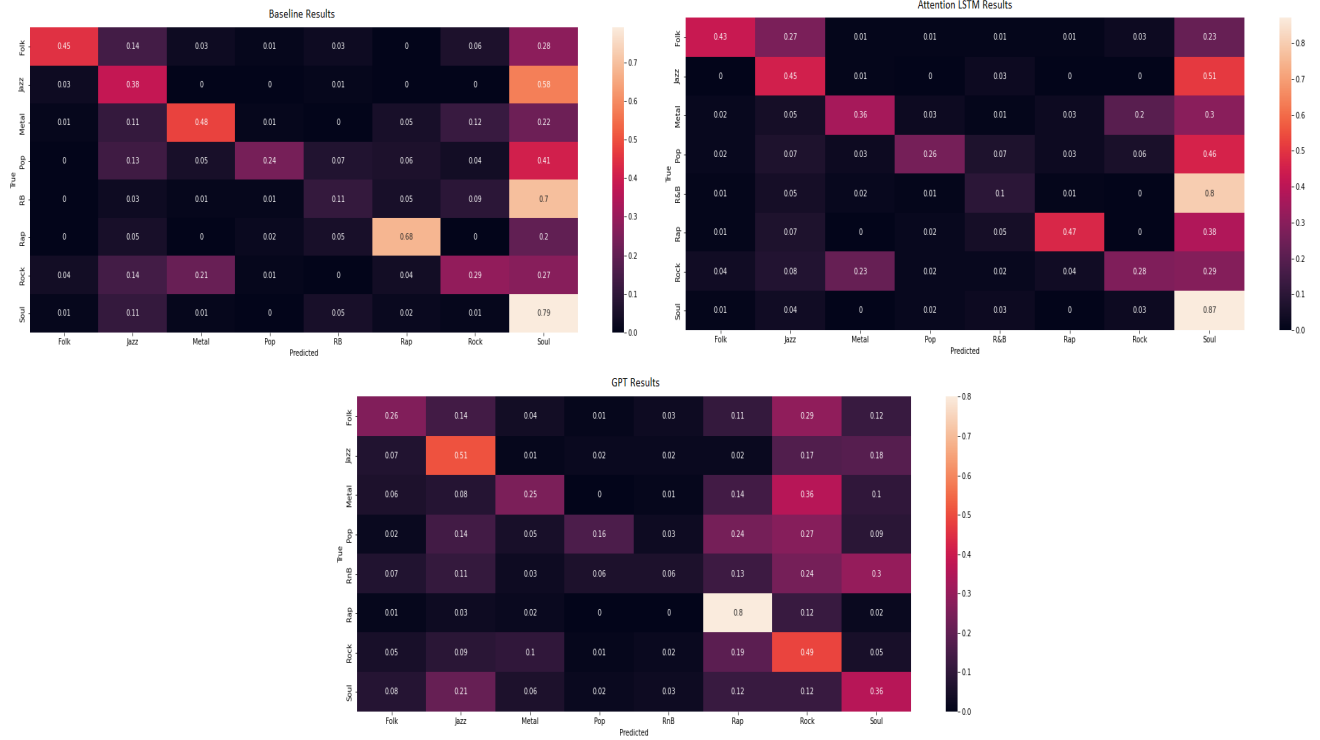 Baseline Results
Folk 0.45 0.14 0.03 0.01 0.03 0 0.06 0.28
Jazz 0.03 0.38 0 0 0.01 0 0 0.58
Metal 0.01 0.11 0.48 0.01 0 0.05 0.12 0.22
Pop 0 0.13 0.05 0.24 0.07 0.06 0.04 0.41
RB 0 0.03 0.01 0.01 0.11 0.05 0.09 0.7
Rap 0 0.05 0 0.02 0.05 0.68 0 0.2
Rock 0.04 0.14 0.21 0.01 0 0.04 0.29 0.27
Soul 0.01 0.11 0.01 0 0.05 0.02 0.01 0.79
True
Folk Jazz Metal Pop RB Rap Rock Soul
Predicted
0.7
0.6
0.5
0.4
0.3
0.2
0.1
0.0
Attention LSTM Results
Folk 0.43 0.27 0.01 0.01 0.01 0.01 0.03 0.23
Jazz 0 0.45 0.01 0 0.03 0 0 0.51
Metal 0.02 0.05 0.36 0.03 0.01 0.03 0.2 0.3
Pop 0.02 0.07 0.03 0.26 0.07 0.03 0.06 0.46
R&B 0.01 0.05 0.02 0.01 0.1 0.01 0 0.8
Rap 0.01 0.07 0 0.02 0.05 0.47 0 0.38
Rock 0.04 0.08 0.23 0.02 0.02 0.04 0.28 0.29
Soul 0.01 0.04 0 0.02 0.03 0 0.03 0.87
True
Folk Jazz Metal Pop R&B Rap Rock Soul
Predicted
0.8
0.7
0.6
0.5
0.4
0.3
0.2
0.1
0.0
GPT Results
Folk 0.26 0.14 0.04 0.01 0.03 0.11 0.29 0.12
Jazz 0.07 0.51 0.01 0.02 0.02 0.02 0.17 0.18
Metal 0.06 0.08 0.25 0 0.01 0.14 0.36 0.1
Pop 0.02 0.14 0.05 0.16 0.03 0.24 0.27 0.09
RnB 0.07 0.11 0.03 0.06 0.06 0.13 0.24 0.3
Rap 0.01 0.03 0.02 0 0 0.8 0.12 0.02
Rock 0.05 0.09 0.1 0.01 0.02 0.19 0.49 0.05
Soul 0.08 0.21 0.06 0.02 0.03 0.12 0.12 0.36
True
Folk Jazz Metal Pop RnB Rap Rock Soul
Predicted
0.8
0.7
0.6
0.5
0.4
0.3
0.2
0.1
0.0